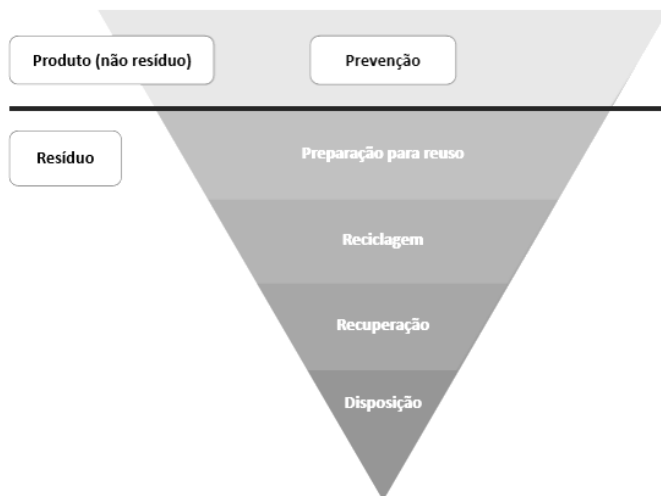 Produto (não resíduo)
Prevenção
Resíduo
Preparação para reuso
Reciclagem
Recuperação
Disposição